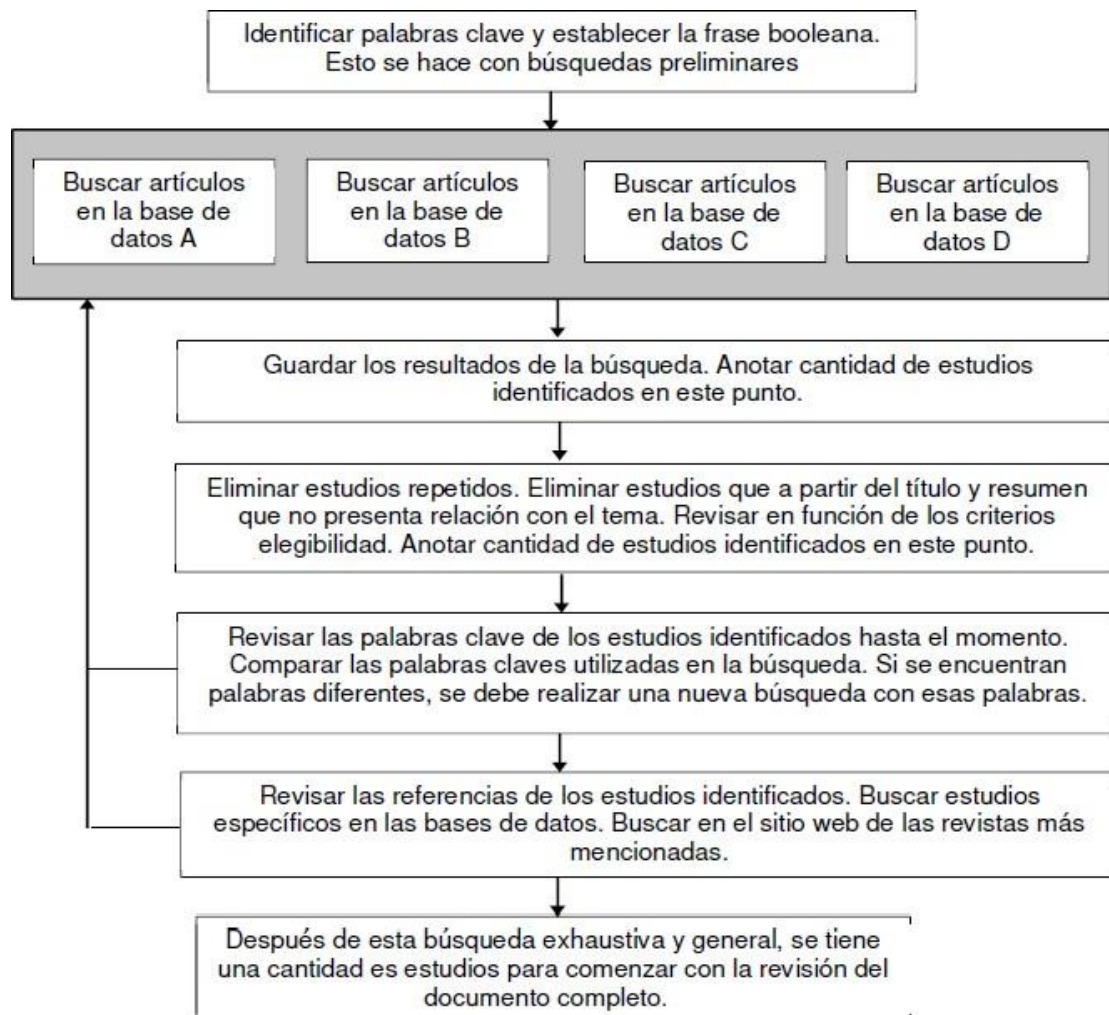 Identificar palabras clave y establecer la frase booleana.
Esto se hace con búsquedas preliminares
Buscar artículos
en la base de
datos A
Buscar artículos
en la base de
datos B
Buscar artículos
en la base de
datos C
Buscar artículos
en la base de
datos D
Guardar los resultados de la búsqueda. Anotar cantidad de estudios
identificados en este punto.
Eliminar estudios repetidos. Eliminar estudios que a partir del título y resumen
que no presenta relación con el tema. Revisar en función de los criterios
elegibilidad. Anotar cantidad de estudios identificados en este punto.
Revisar las palabras clave de los estudios identificados hasta el momento.
Comparar las palabras claves utilizadas en la búsqueda. Si se encuentran
palabras diferentes, se debe realizar una nueva búsqueda con esas palabras.
Revisar las referencias de los estudios identificados. Buscar estudios
específicos en las bases de datos. Buscar en el sitio web de las revistas más
mencionadas.
Después de esta búsqueda exhaustiva y general, se tiene
una cantidad es estudios para comenzar con la revisión del
documento completo.